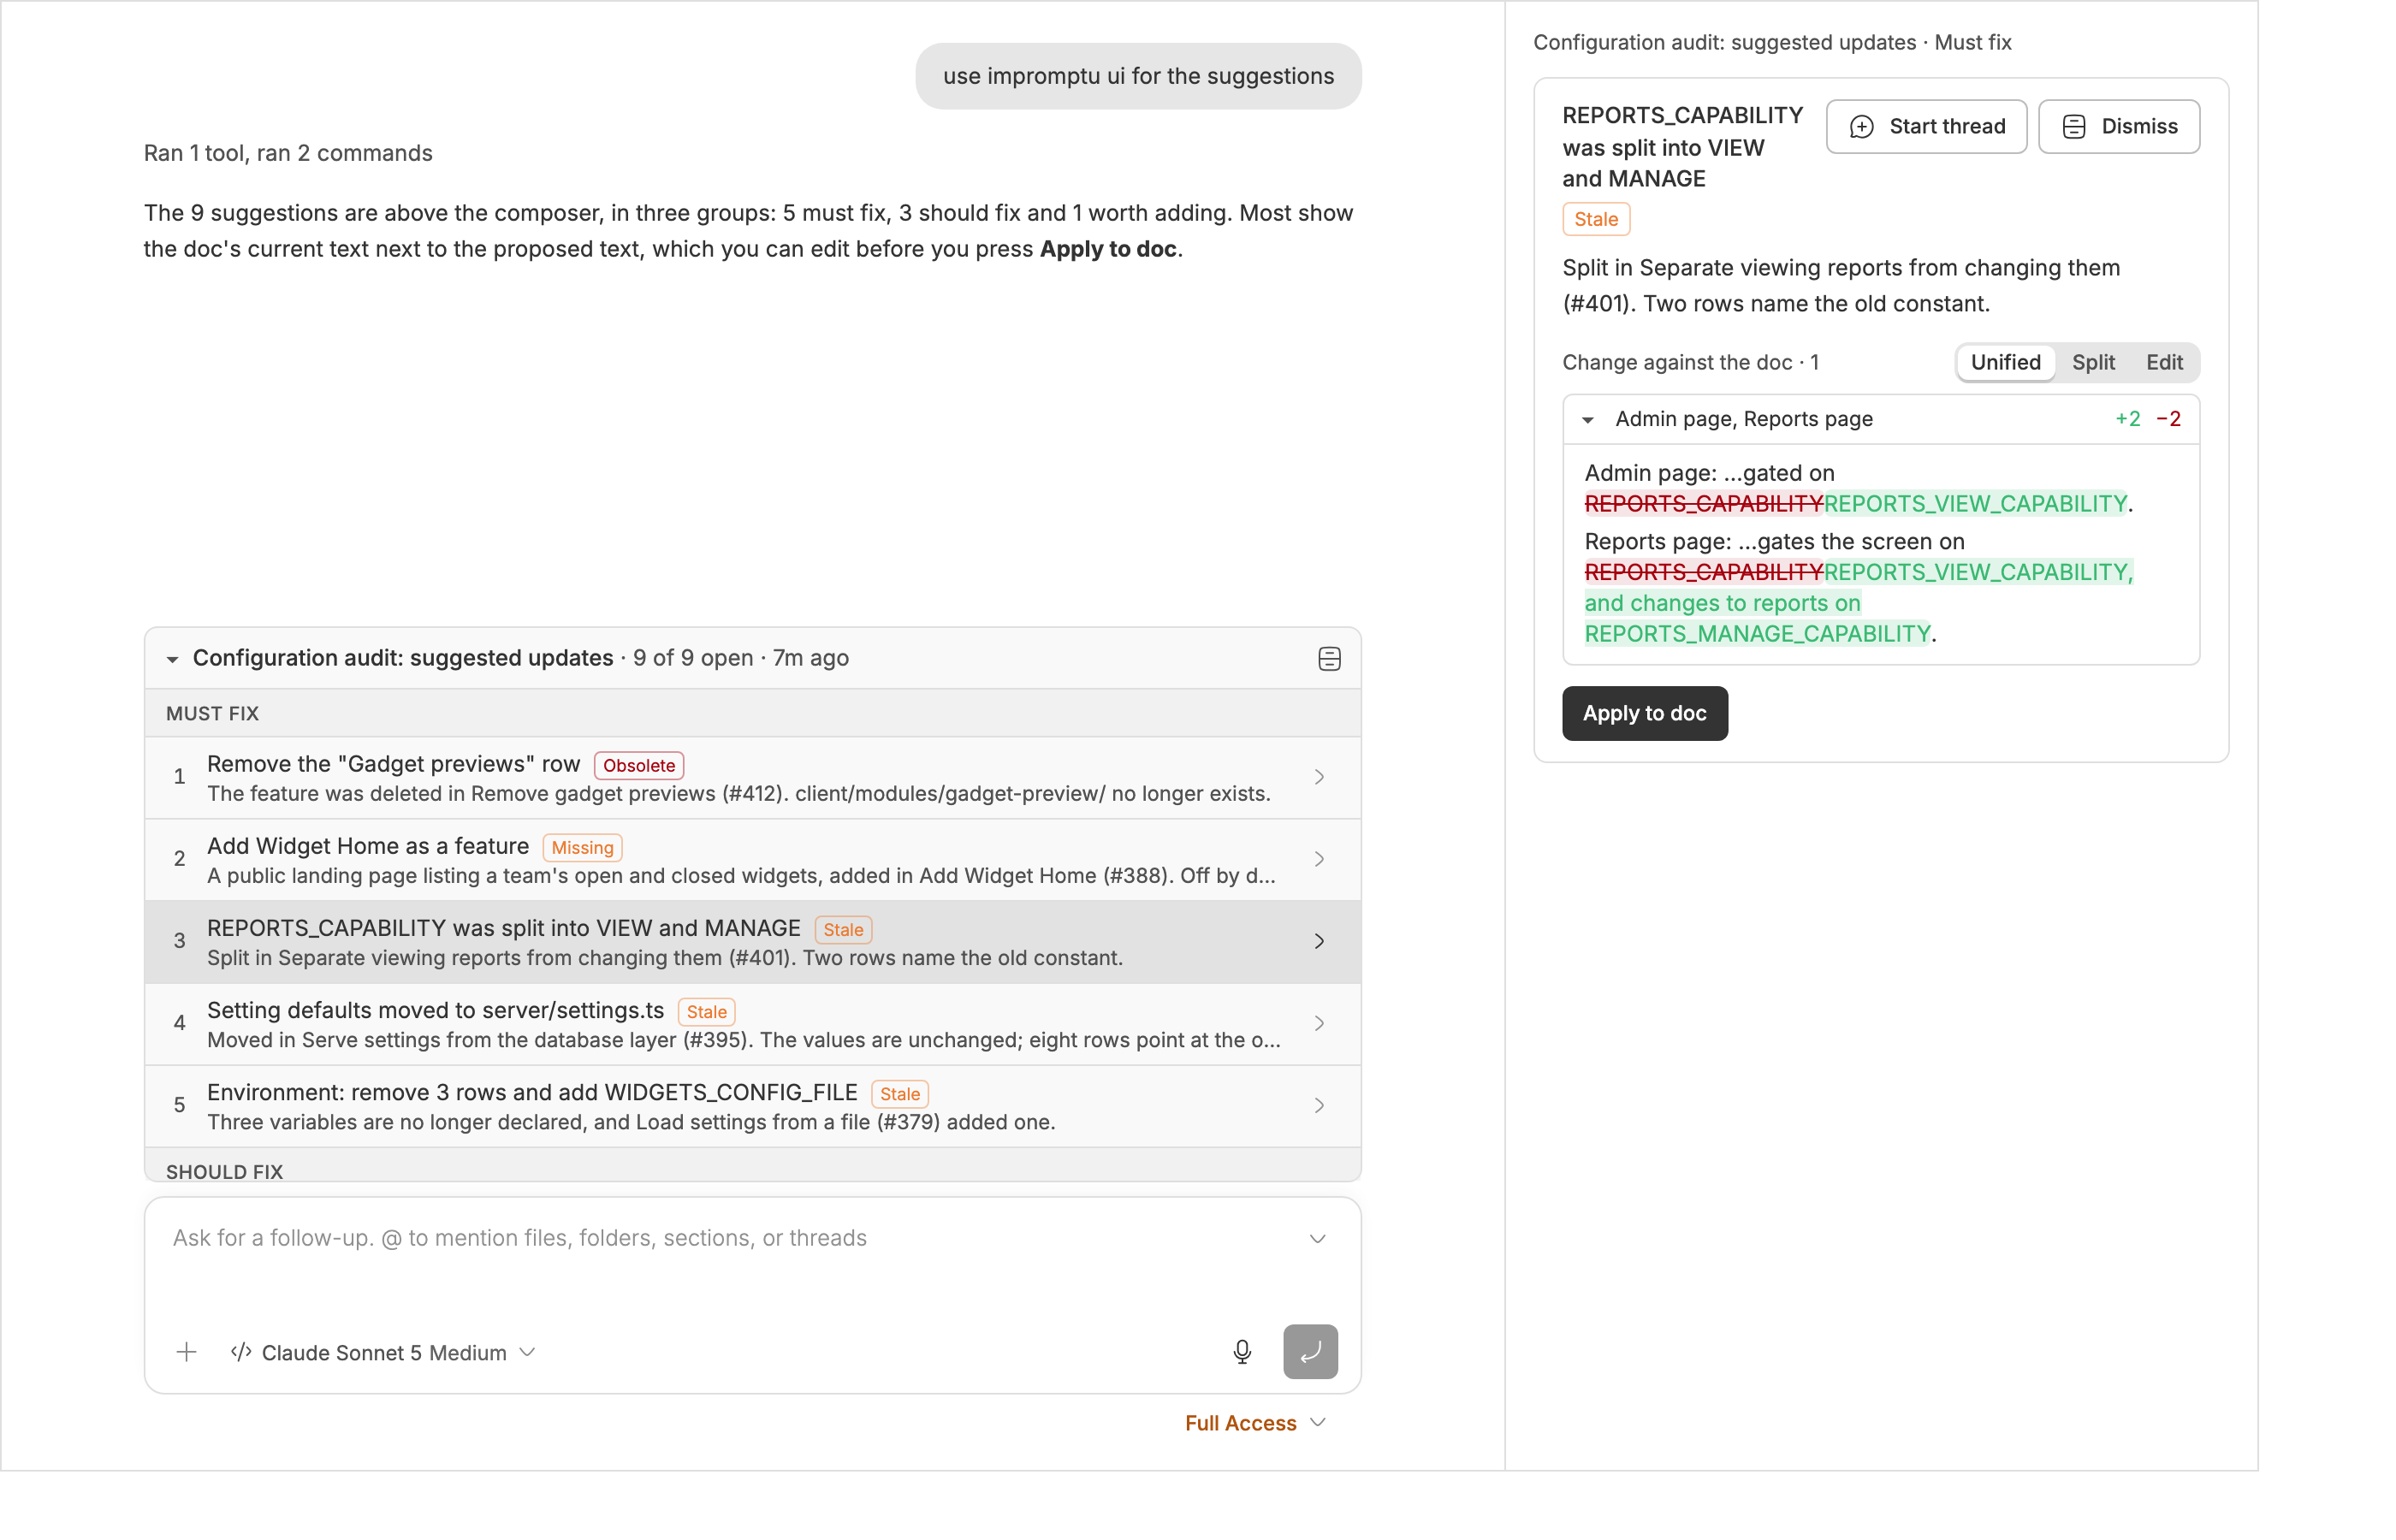 use impromptu ui for the suggestions
Ran 1 tool, ran 2 commands
The 9 suggestions are above the composer, in three groups: 5 must fix, 3 should fix and 1 worth adding. Most show
the doc's current text next to the proposed text, which you can edit before you press Apply to doc.
Configuration audit: suggested updates · 9 of 9 open · 7m ago
MUST FIX
1
Remove the "Gadget previews" row Obsolete
The feature was deleted in Remove gadget previews (#412). client/modules/gadget-preview/ no longer exists.
2
Add Widget Home as a feature Missing
A public landing page listing a team's open and closed widgets, added in Add Widget Home (#388). Off by d...
3
REPORTS_CAPABILITY was split into VIEW and MANAGE Stale
Split in Separate viewing reports from changing them (#401). Two rows name the old constant.
4
Setting defaults moved to server/settings.ts Stale
Moved in Serve settings from the database layer (#395). The values are unchanged; eight rows point at the o...
5
Environment: remove 3 rows and add WIDGETS_CONFIG_FILE Stale
Three variables are no longer declared, and Load settings from a file (#379) added one.
SHOULD FIX
Ask for a follow-up. @ to mention files, folders, sections, or threads
</> Claude Sonnet 5 Medium
Full Access
Configuration audit: suggested updates · Must fix
REPORTS_CAPABILITY
was split into VIEW
and MANAGE
Start thread
Dismiss
Stale
Split in Separate viewing reports from changing them
(#401). Two rows name the old constant.
Change against the doc · 1
Unified Split Edit
Admin page, Reports page +2 −2
Admin page: ...gated on
REPORTS_CAPABILITYREPORTS_VIEW_CAPABILITY.
Reports page: ...gates the screen on
REPORTS_CAPABILITYREPORTS_VIEW_CAPABILITY,
and changes to reports on
REPORTS_MANAGE_CAPABILITY.
Apply to doc